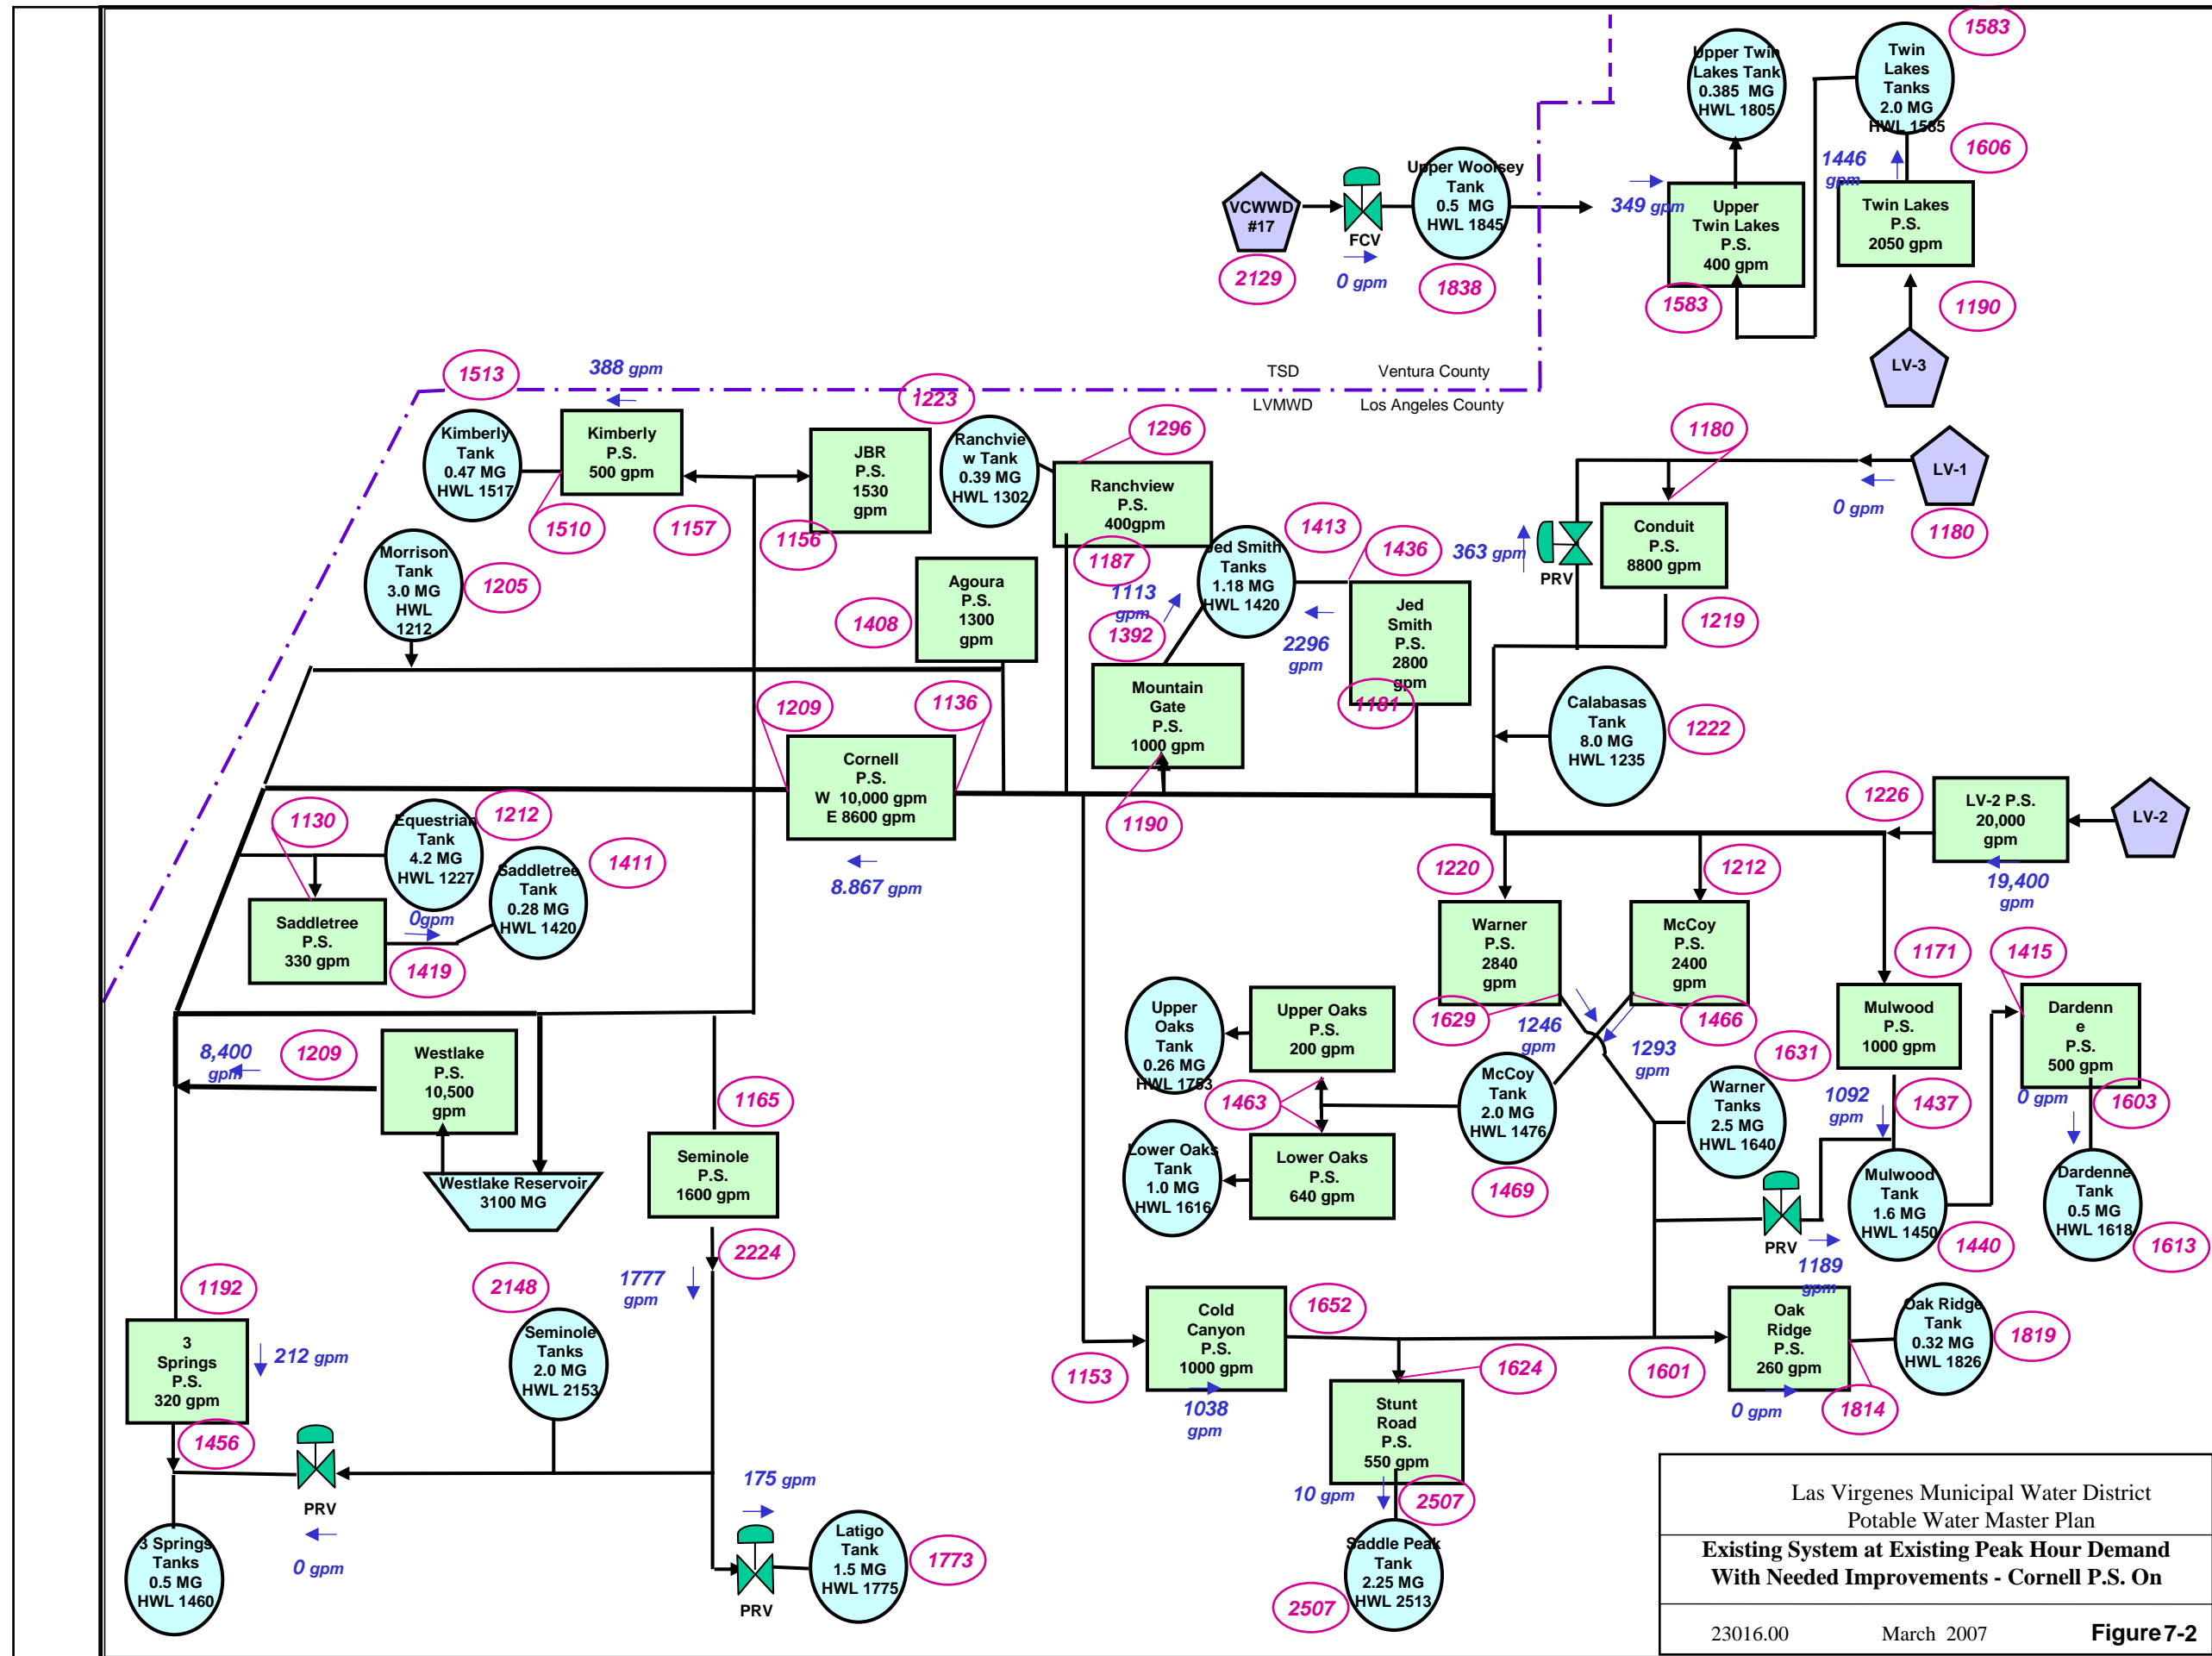 Upper Twin
Lakes Tank
0.385 MG
HWL 1805
Twin
Lakes
Tanks
2.0 MG
HWL 1585
1583
1606
1446
gpm
Upper Woolsey
Tank
0.5 MG
HWL 1845
VCWWD
#17
FCV
0 gpm
2129
1838
349 gpm
Upper
Twin Lakes
P.S.
400 gpm
1583
Twin Lakes
P.S.
2050 gpm
1190
LV-3
TSD
Ventura County
LVMWD
Los Angeles County
1513
388 gpm
1223
Kimberly
Tank
0.47 MG
HWL 1517
Kimberly
P.S.
500 gpm
1510
1157
JBR
P.S.
1530
gpm
1156
Ranchvie
w Tank
0.39 MG
HWL 1302
1296
Ranchview
P.S.
400gpm
1187
1180
LV-1
0 gpm
1180
Conduit
P.S.
8800 gpm
363 gpm
PRV
1219
Morrison
Tank
3.0 MG
HWL
1212
1205
Agoura
P.S.
1300
gpm
1408
Jed Smith
Tanks
1.18 MG
HWL 1420
1413
1436
1113
gpm
1392
2296
gpm
Jed
Smith
P.S.
2800
gpm
1181
Mountain
Gate
P.S.
1000 gpm
1190
Calabasas
Tank
8.0 MG
HWL 1235
1222
1209
1136
Cornell
P.S.
W 10,000 gpm
E 8600 gpm
8.867 gpm
1226
LV-2 P.S.
20,000
gpm
LV-2
19,400
gpm
1130
Equestrian
Tank
4.2 MG
HWL 1227
1212
Saddletree
Tank
0.28 MG
HWL 1420
1411
Saddletree
P.S.
330 gpm
0gpm
1419
1220
1212
Warner
P.S.
2840
gpm
McCoy
P.S.
2400
gpm
1629
1246
gpm
1293
gpm
1466
1171
1415
Mulwood
P.S.
1000 gpm
Dardenn
e
P.S.
500 gpm
8,400
gpm
1209
Westlake
P.S.
10,500
gpm
Westlake Reservoir
3100 MG
1165
Seminole
P.S.
1600 gpm
2224
1777
gpm
Upper
Oaks
Tank
0.26 MG
HWL 1753
Upper Oaks
P.S.
200 gpm
1463
Lower Oaks
Tank
1.0 MG
HWL 1616
Lower Oaks
P.S.
640 gpm
McCoy
Tank
2.0 MG
HWL 1476
1469
1631
Warner
Tanks
2.5 MG
HWL 1640
1092
gpm
1437
0 gpm
1603
PRV
1189
gpm
Mulwood
Tank
1.6 MG
HWL 1450
1440
Dardenne
Tank
0.5 MG
HWL 1618
1613
1192
3
Springs
P.S.
320 gpm
212 gpm
1456
2148
Seminole
Tanks
2.0 MG
HWL 2153
PRV
0 gpm
3 Springs
Tanks
0.5 MG
HWL 1460
175 gpm
PRV
Latigo
Tank
1.5 MG
HWL 1775
1773
1153
Cold
Canyon
P.S.
1000 gpm
1038
gpm
1652
1624
Stunt
Road
P.S.
550 gpm
10 gpm
2507
Saddle Peak
Tank
2.25 MG
HWL 2513
2507
1601
Oak
Ridge
P.S.
260 gpm
0 gpm
1814
Oak Ridge
Tank
0.32 MG
HWL 1826
1819
Las Virgenes Municipal Water District
Potable Water Master Plan
Existing System at Existing Peak Hour Demand
With Needed Improvements - Cornell P.S. On
23016.00 March 2007 Figure 7-2